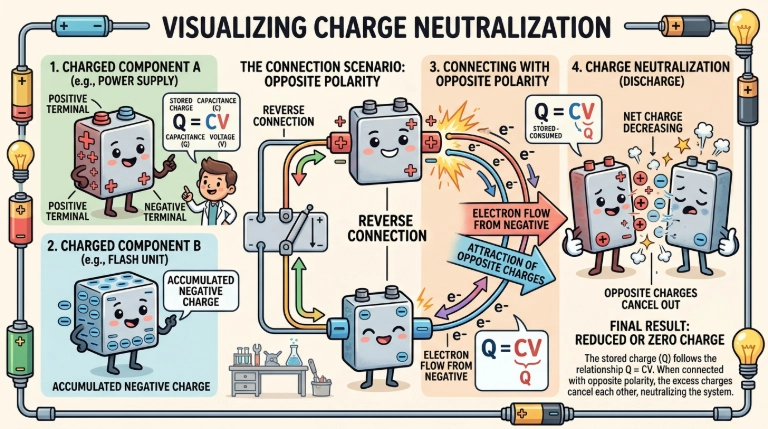 VISUALIZING CHARGE NEUTRALIZATION
1. CHARGED COMPONENT A
(e.g., POWER SUPPLY)
POSITIVE
TERMINAL
STORED
CHARGE
CAPACITANCE
(C)
Q = CV
CAPACITANCE
(Q)
VOLTAGE
(V)
POSITIVE
TERMINAL
NEGATIVE
TERMINAL
2. CHARGED COMPONENT B
(e.g., FLASH UNIT)
ACCUMULATED
NEGATIVE
CHARGE
ACCUMULATED NEGATIVE CHARGE
THE CONNECTION SCENARIO:
OPPOSITE POLARITY
REVERSE
CONNECTION
REVERSE
CONNECTION
3. CONNECTING WITH
OPPOSITE POLARITY
e-
e-
e-
e-
ELECTRON FLOW
FROM NEGATIVE
ATTRACTION OF
OPPOSITE CHARGES
e-
e-
e-
e-
ELECTRON FLOW
FROM NEGATIVE
Q = CV
Q
4. CHARGE NEUTRALIZATION
(DISCHARGE)
Q = CV
STORED-
CONSUMED
Q
NET CHARGE
DECREASING
OPPOSITE CHARGES
CANCEL OUT
FINAL RESULT:
REDUCED OR ZERO CHARGE
The stored charge (Q) follows the
relationship Q = CV. When connected
with opposite polarity, the excess charges
cancel each other, neutralizing the system.